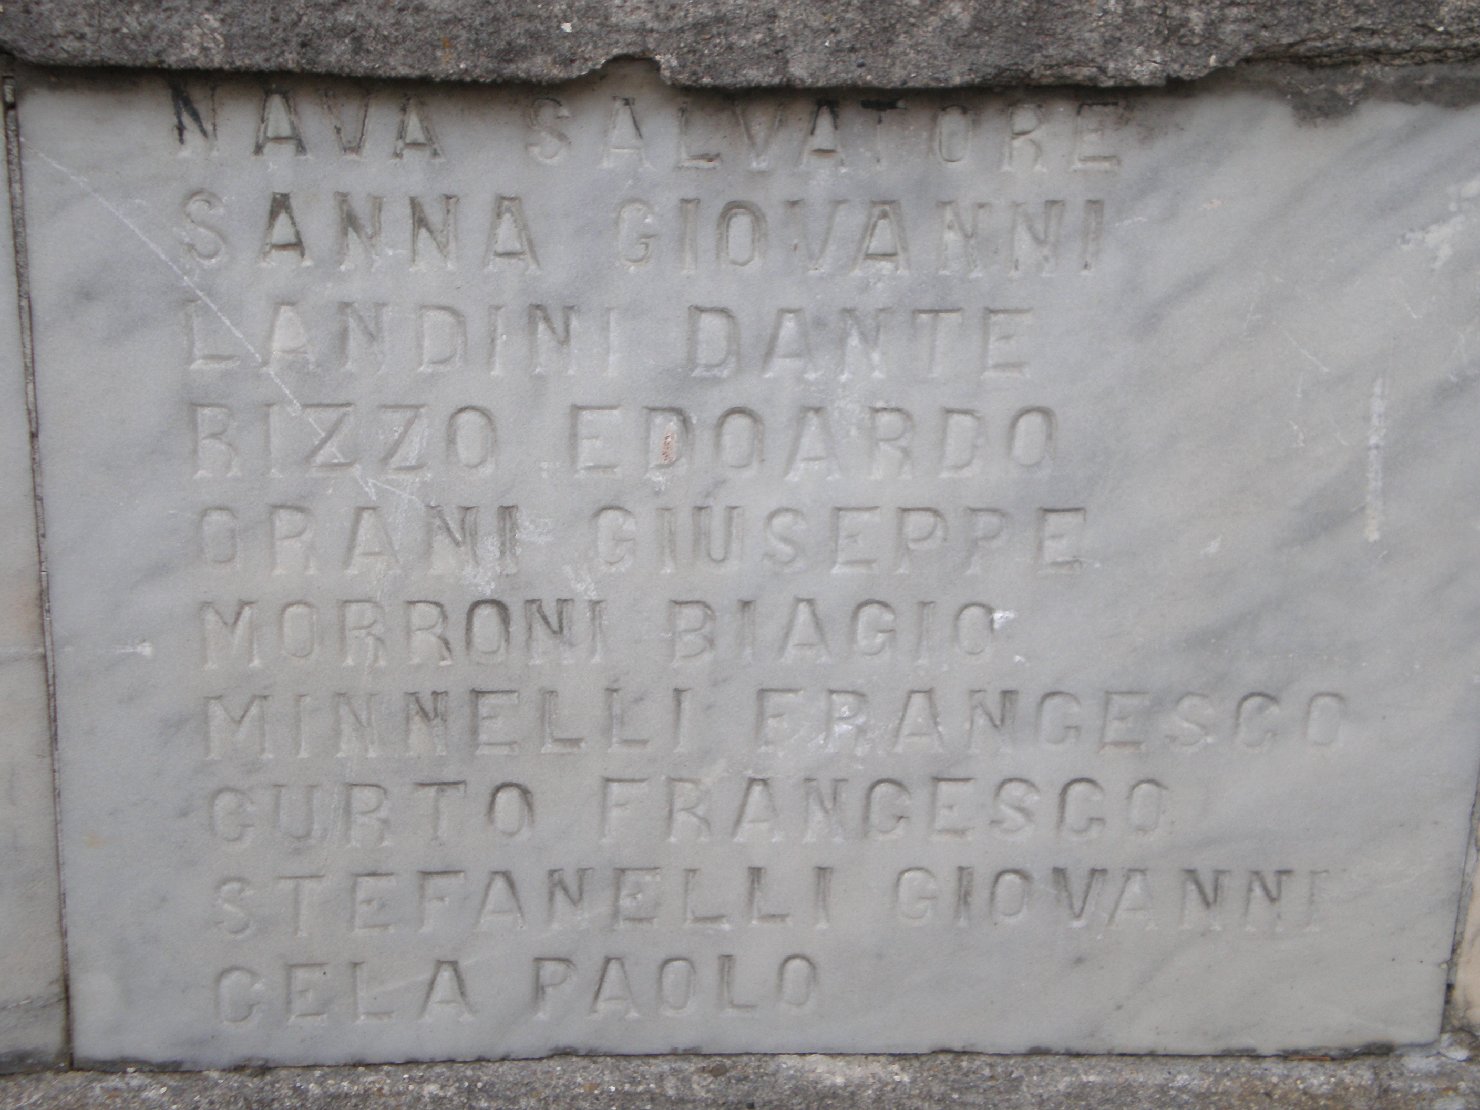 NAVA SALVATORE
SANNA GIOVANNI
LANDINI DANTE
RIZZO EDOARDO
ORANI GIUSEPPE
MORRONI BIAGIO
MINNELLI FRANCESCO
CURTO FRANCESCO
STEFANELLI GIOVANNI
CELA PAOLO